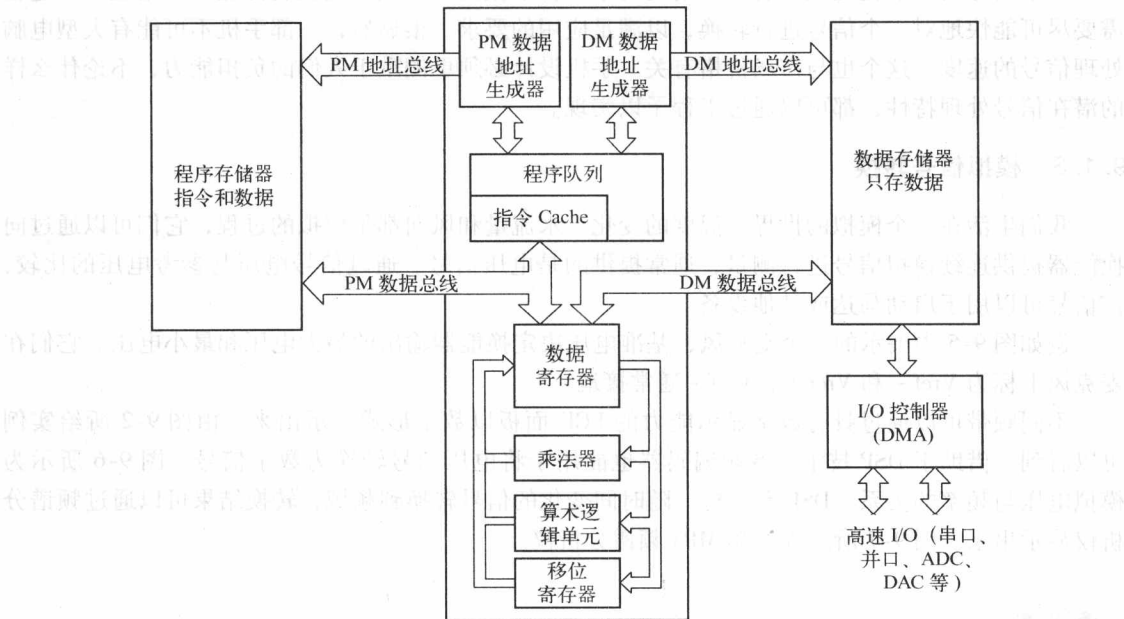 PM 数据
地址
生成器
DM 数据
地址
生成器
PM 地址总线
DM 地址总线
程序存储器
指令和数据
程序队列
指令 Cache
数据存储器
只存数据
PM 数据总线
DM 数据总线
数据
寄存器
乘法器
算术逻
辑单元
移位
寄存器
I/O 控制器
(DMA)
高速 I/O（串口、
并口、ADC、
DAC 等）